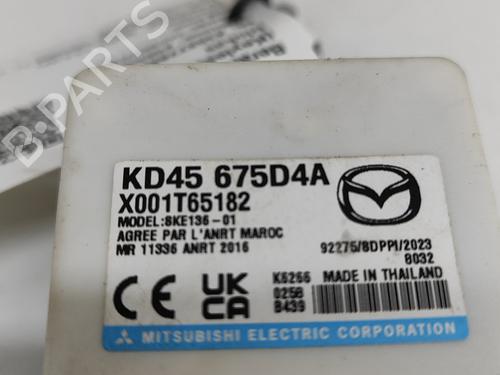 B-PARTS
KD45 675D4A
X001T65182
MODEL:SKE136-01
AGREE PAR L'ANRT MAROC
MR 11336 ANRT 2016
92275/SDPPI/2023
8032
K6266 MADE IN THAILAND
025B
B439
CE UK CA
MITSUBISHI ELECTRIC CORPORATION